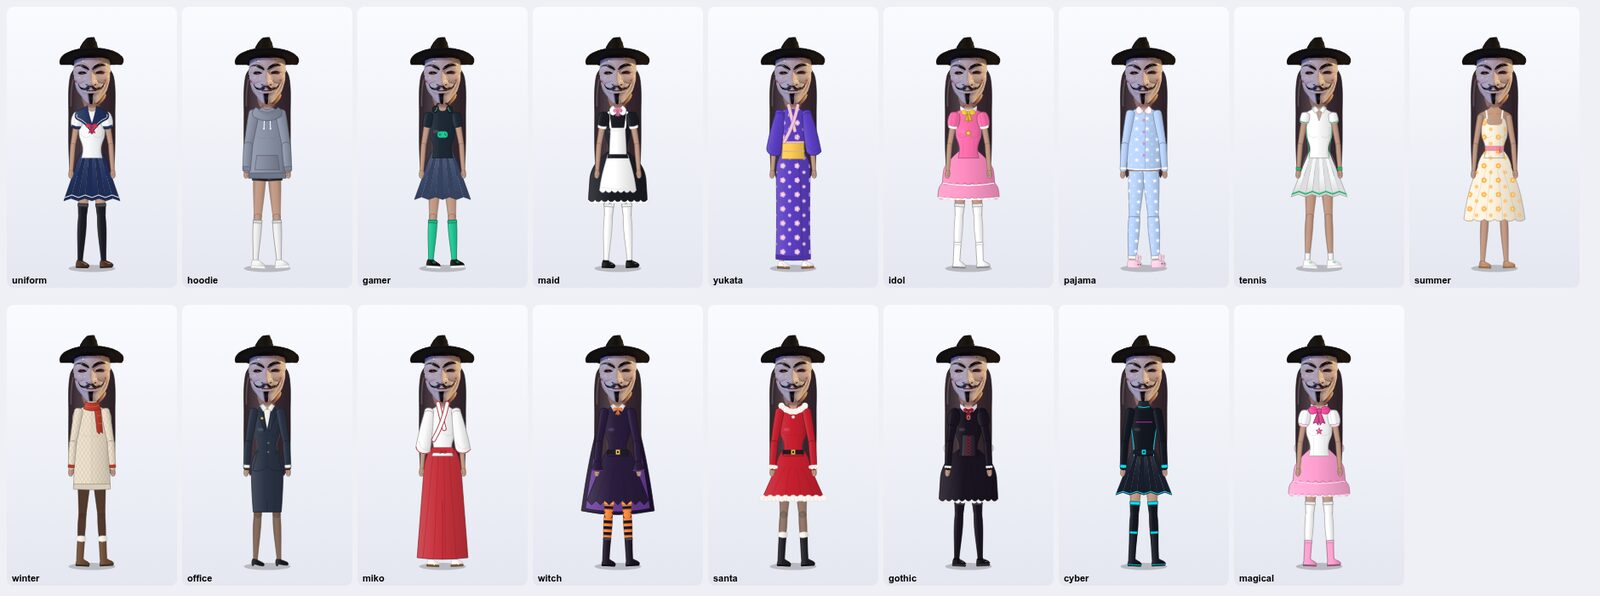 uniform
hoodie
gamer
maid
yukata
idol
pajama
tennis
summer
winter
office
miko
witch
santa
gothic
cyber
magical